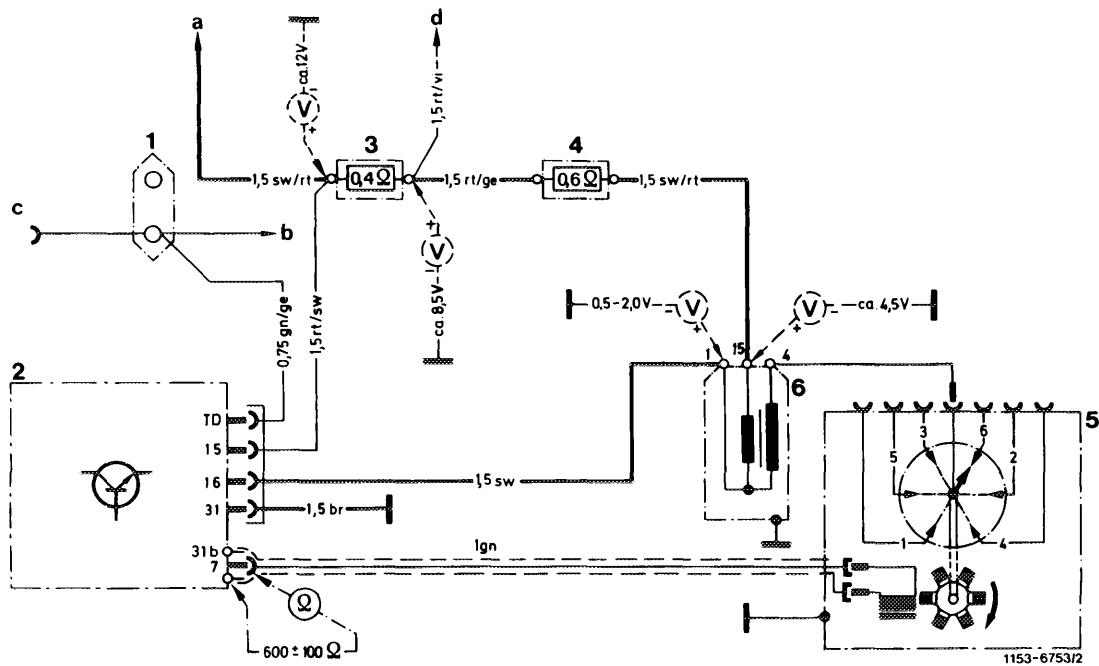 a
d
ca.12V
V
1,5 rt/vi
1
3
4
1,5 sw/rt
0,4 Ω
1,5 rt/ge
0,6 Ω
1,5 sw/rt
c
b
V
ca. 8,5V
0,75 gn/ge
1,5 rt/sw
0,5–2,0V
V
V
ca. 4,5V
1
15
4
6
2
5
TD
15
16
31
1,5 sw
1,5 br
3
6
5
2
1
4
31b
7
1gn
Ω
600 ± 100 Ω
1153-6753/2